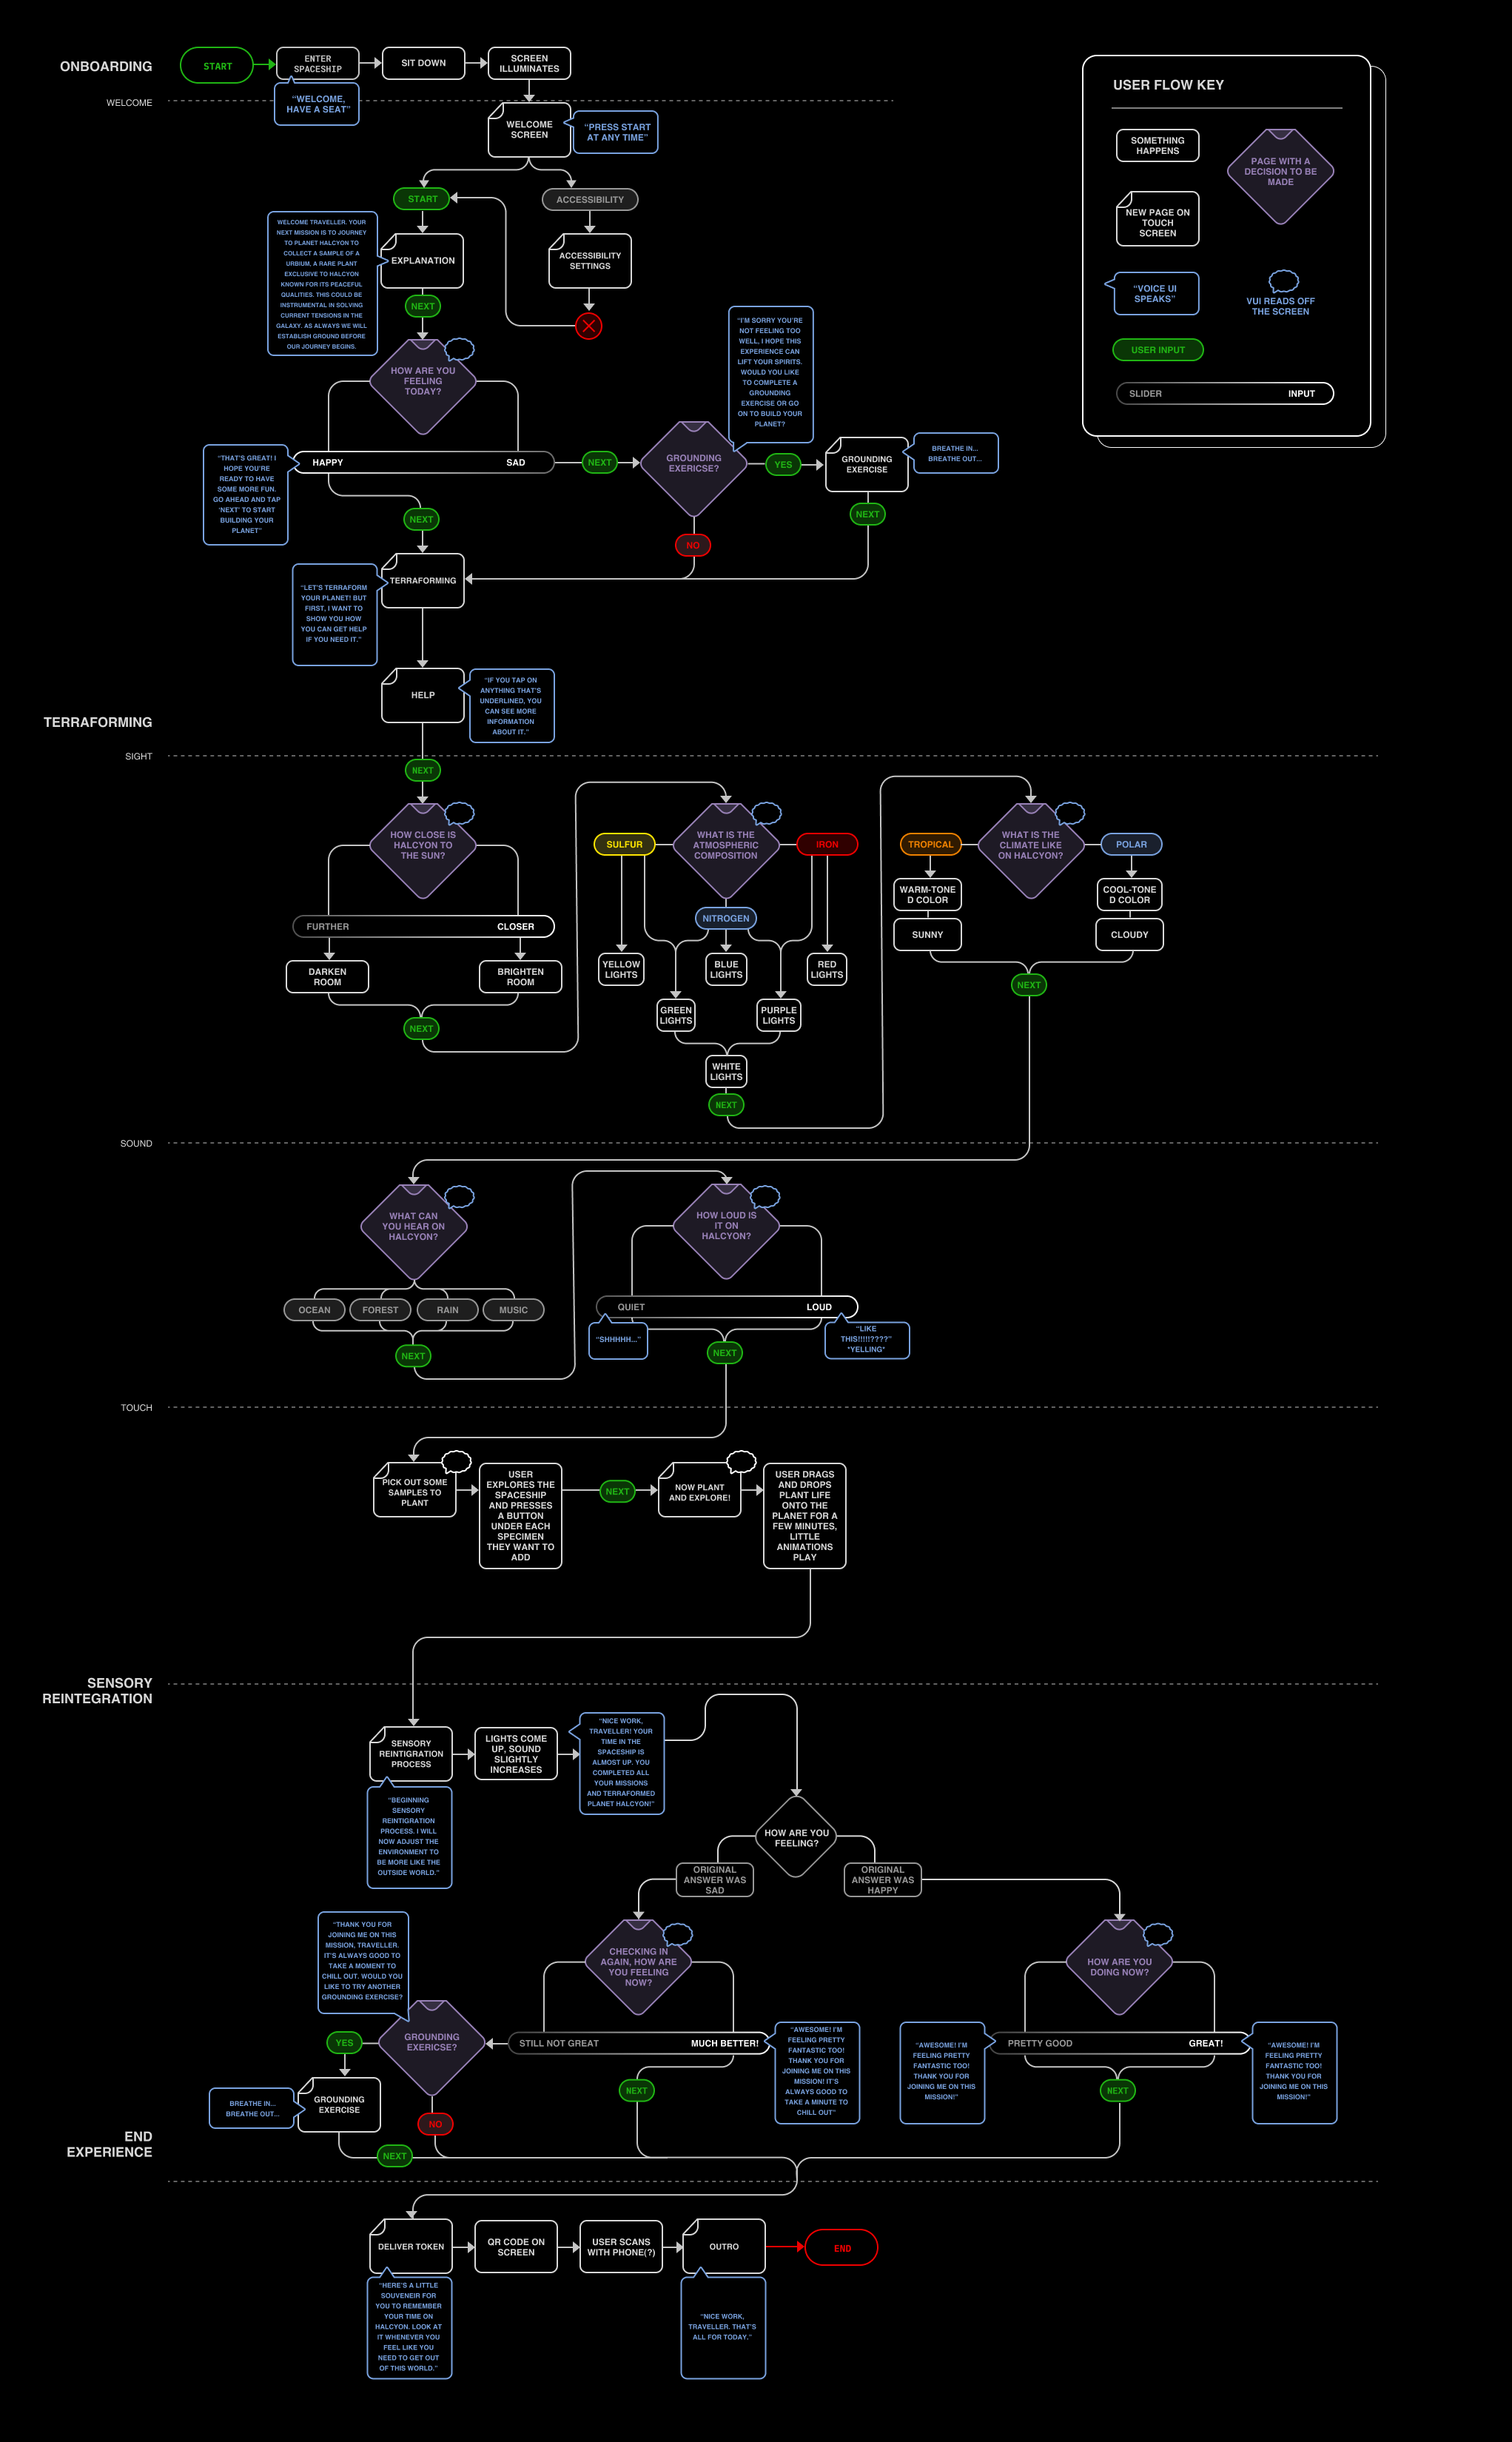 ONBOARDING
START
ENTER
SPACESHIP
SIT DOWN
SCREEN
ILLUMINATES
“WELCOME,
HAVE A SEAT”
WELCOME
WELCOME
SCREEN
“PRESS START
AT ANY TIME”
USER FLOW KEY
SOMETHING
HAPPENS
PAGE WITH A
DECISION TO BE
MADE
NEW PAGE ON
TOUCH
SCREEN
“VOICE UI
SPEAKS”
VUI READS OFF
THE SCREEN
USER INPUT
SLIDER
INPUT
START
ACCESSIBILITY
WELCOME TRAVELLER. YOUR
NEXT MISSION IS TO JOURNEY
TO PLANET HALCYON TO
COLLECT A SAMPLE OF A
URBIUM, A RARE PLANT
EXCLUSIVE TO HALCYON
KNOWN FOR ITS PEACEFUL
QUALITIES. THIS COULD BE
INSTRUMENTAL IN SOLVING
CURRENT TENSIONS IN THE
GALAXY. AS ALWAYS WE WILL
ESTABLISH GROUND BEFORE
OUR JOURNEY BEGINS.
EXPLANATION
ACCESSIBILITY
SETTINGS
NEXT
HOW ARE YOU
FEELING
TODAY?
“I’M SORRY YOU’RE
NOT FEELING TOO
WELL, I HOPE THIS
EXPERIENCE CAN
LIFT YOUR SPIRITS.
WOULD YOU LIKE
TO COMPLETE A
GROUNDING
EXERCISE OR GO
ON TO BUILD YOUR
PLANET?
“THAT’S GREAT! I
HOPE YOU’RE
READY TO HAVE
SOME MORE FUN.
GO AHEAD AND TAP
‘NEXT’ TO START
BUILDING YOUR
PLANET”
HAPPY
SAD
NEXT
GROUNDING
EXERICSE?
YES
GROUNDING
EXERCISE
BREATHE IN...
BREATHE OUT...
NEXT
NEXT
NO
“LET’S TERRAFORM
YOUR PLANET! BUT
FIRST, I WANT TO
SHOW YOU HOW
YOU CAN GET HELP
IF YOU NEED IT.”
TERRAFORMING
HELP
“IF YOU TAP ON
ANYTHING THAT’S
UNDERLINED, YOU
CAN SEE MORE
INFORMATION
ABOUT IT.”
TERRAFORMING
SIGHT
NEXT
HOW CLOSE IS
HALCYON TO
THE SUN?
FURTHER
CLOSER
DARKEN
ROOM
BRIGHTEN
ROOM
NEXT
SULFUR
WHAT IS THE
ATMOSPHERIC
COMPOSITION
IRON
NITROGEN
YELLOW
LIGHTS
BLUE
LIGHTS
RED
LIGHTS
GREEN
LIGHTS
PURPLE
LIGHTS
WHITE
LIGHTS
NEXT
TROPICAL
WHAT IS THE
CLIMATE LIKE
ON HALCYON?
POLAR
WARM-TONE
D COLOR
COOL-TONE
D COLOR
SUNNY
CLOUDY
NEXT
SOUND
WHAT CAN
YOU HEAR ON
HALCYON?
OCEAN
FOREST
RAIN
MUSIC
NEXT
HOW LOUD IS
IT ON
HALCYON?
QUIET
LOUD
“SHHHHH...”
“LIKE
THIS!!!!!????”
*YELLING*
NEXT
TOUCH
PICK OUT SOME
SAMPLES TO
PLANT
USER
EXPLORES THE
SPACESHIP
AND PRESSES
A BUTTON
UNDER EACH
SPECIMEN
THEY WANT TO
ADD
NEXT
NOW PLANT
AND EXPLORE!
USER DRAGS
AND DROPS
PLANT LIFE
ONTO THE
PLANET FOR A
FEW MINUTES,
LITTLE
ANIMATIONS
PLAY
SENSORY
REINTEGRATION
SENSORY
REINTIGRATION
PROCESS
LIGHTS COME
UP, SOUND
SLIGHTLY
INCREASES
“NICE WORK,
TRAVELLER! YOUR
TIME IN THE
SPACESHIP IS
ALMOST UP. YOU
COMPLETED ALL
YOUR MISSIONS
AND TERRAFORMED
PLANET HALCYON!”
“BEGINNING
SENSORY
REINTIGRATION
PROCESS. I WILL
NOW ADJUST THE
ENVIRONMENT TO
BE MORE LIKE THE
OUTSIDE WORLD.”
HOW ARE YOU
FEELING?
ORIGINAL
ANSWER WAS
SAD
ORIGINAL
ANSWER WAS
HAPPY
“THANK YOU FOR
JOINING ME ON THIS
MISSION, TRAVELLER.
IT’S ALWAYS GOOD TO
TAKE A MOMENT TO
CHILL OUT. WOULD YOU
LIKE TO TRY ANOTHER
GROUNDING EXERCISE?
CHECKING IN
AGAIN, HOW ARE
YOU FEELING
NOW?
HOW ARE YOU
DOING NOW?
YES
GROUNDING
EXERICSE?
STILL NOT GREAT
MUCH BETTER!
“AWESOME! I’M
FEELING PRETTY
FANTASTIC TOO!
THANK YOU FOR
JOINING ME ON THIS
MISSION! IT’S
ALWAYS GOOD TO
TAKE A MINUTE TO
CHILL OUT”
“AWESOME! I’M
FEELING PRETTY
FANTASTIC TOO!
THANK YOU FOR
JOINING ME ON THIS
MISSION!”
PRETTY GOOD
GREAT!
“AWESOME! I’M
FEELING PRETTY
FANTASTIC TOO!
THANK YOU FOR
JOINING ME ON THIS
MISSION!”
BREATHE IN...
BREATHE OUT...
GROUNDING
EXERCISE
NEXT
NEXT
NO
NEXT
END
EXPERIENCE
DELIVER TOKEN
QR CODE ON
SCREEN
USER SCANS
WITH PHONE(?)
OUTRO
END
“HERE’S A LITTLE
SOUVENEIR FOR
YOU TO REMEMBER
YOUR TIME ON
HALCYON. LOOK AT
IT WHENEVER YOU
FEEL LIKE YOU
NEED TO GET OUT
OF THIS WORLD.”
“NICE WORK,
TRAVELLER. THAT’S
ALL FOR TODAY.”